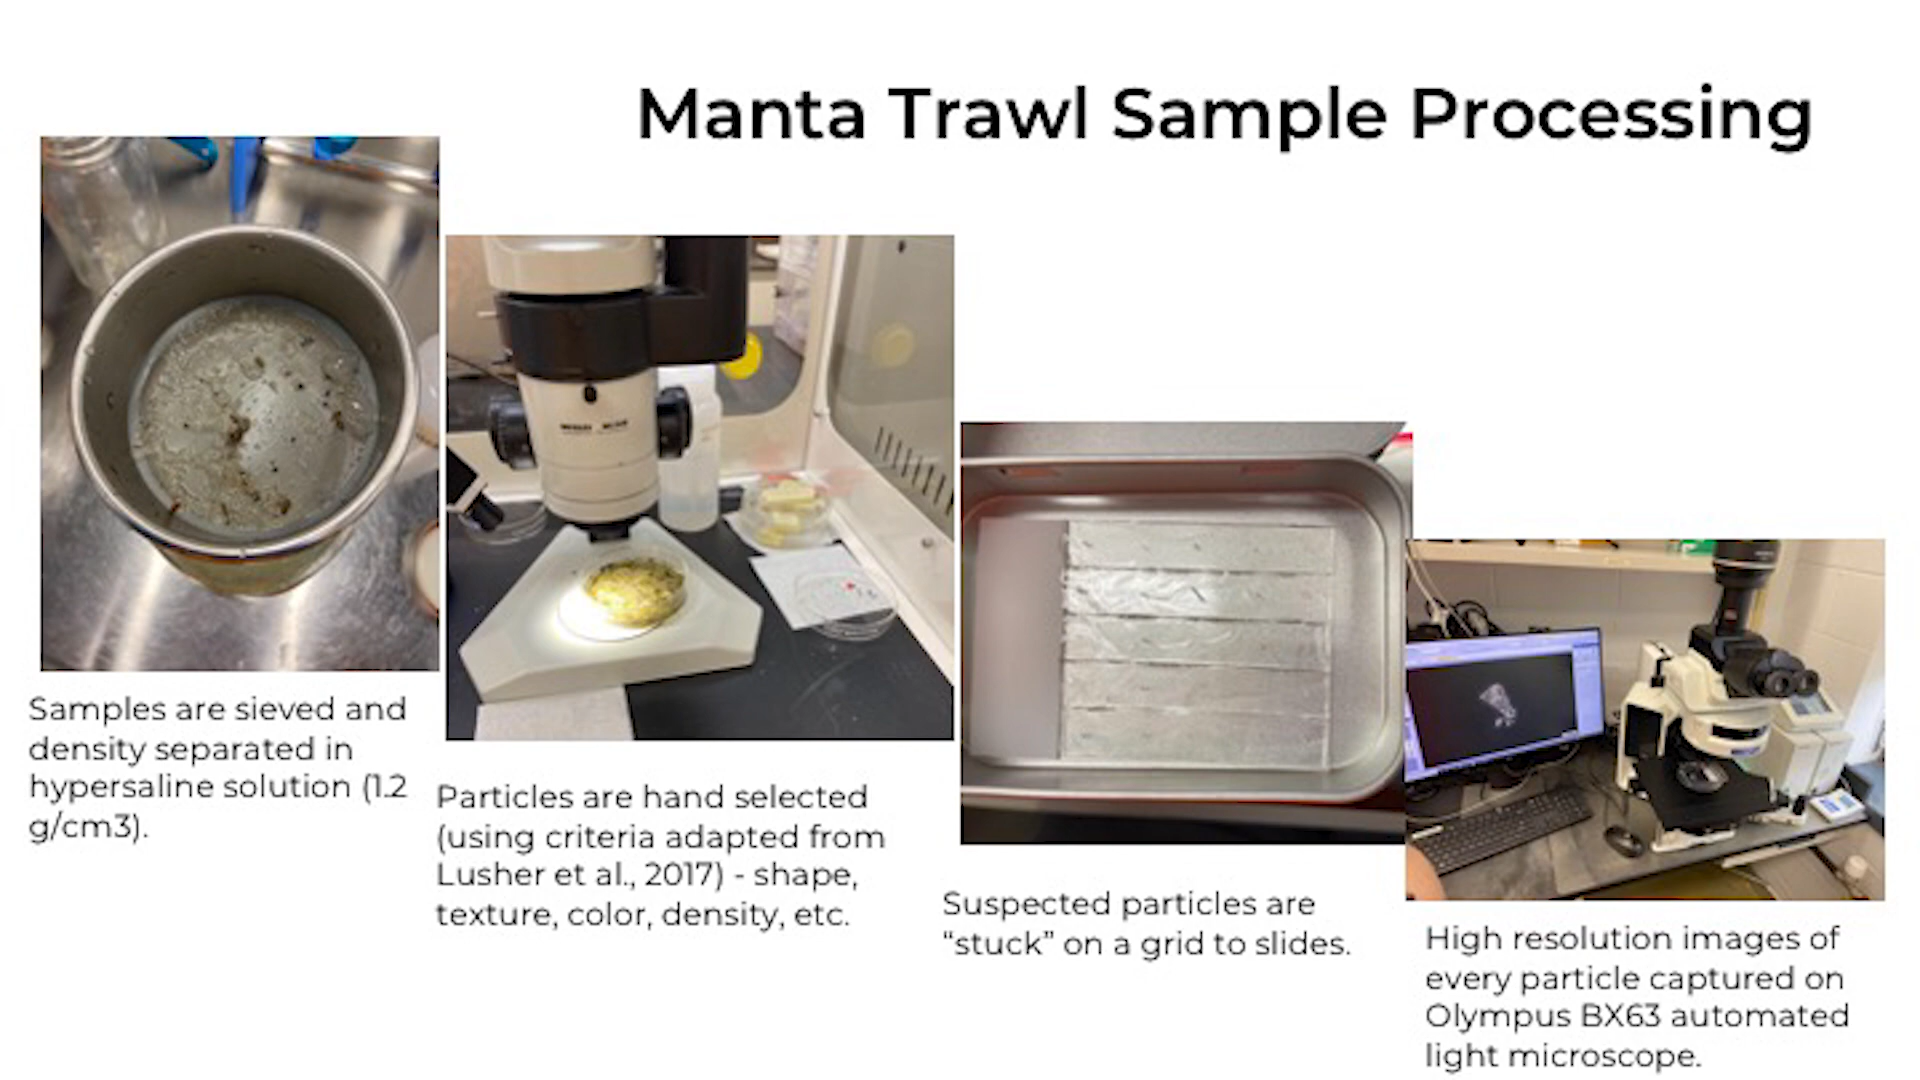 Manta Trawl Sample Processing
Samples are sieved and
density separated in
hypersaline solution (1.2
g/cm3).
Particles are hand selected
(using criteria adapted from
Lusher et al., 2017) - shape,
texture, color, density, etc.
Suspected particles are
“stuck” on a grid to slides.
High resolution images of
every particle captured on
Olympus BX63 automated
light microscope.